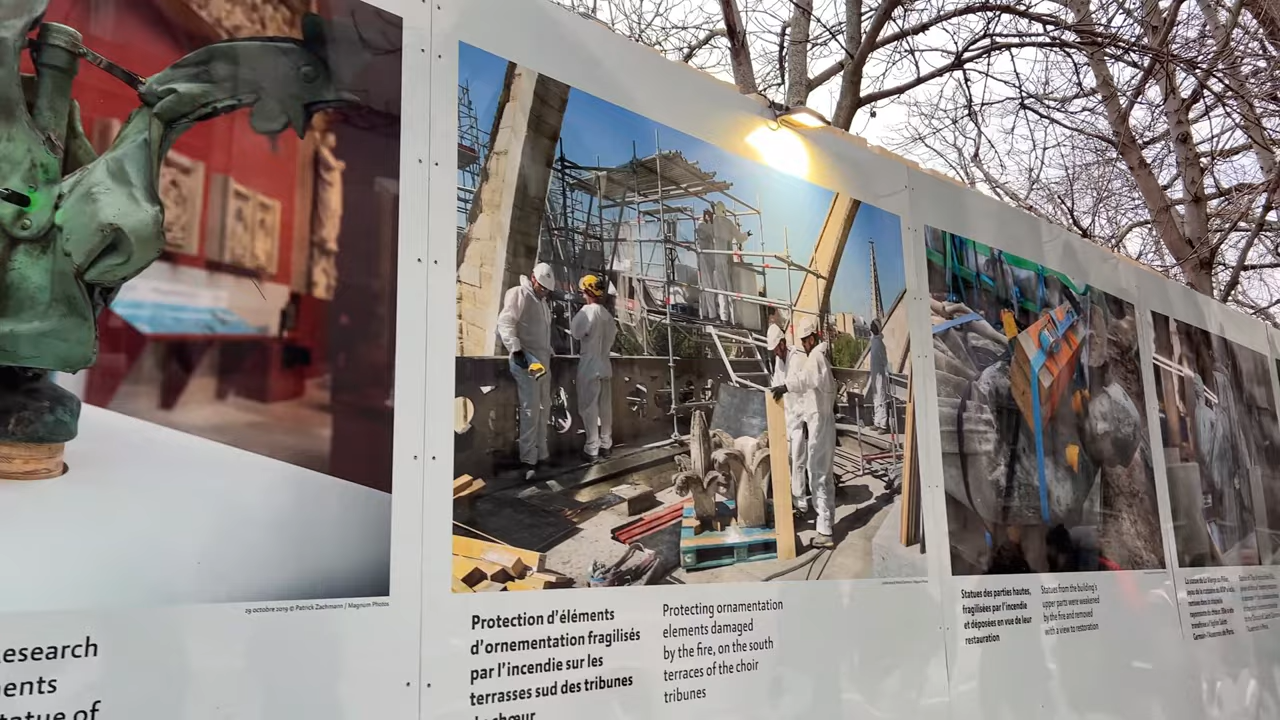 29 octobre 2019 © Patrick Zachmann / Magnum Photos
esearch
ents
tatue of
Protection d'éléments
d'ornementation fragilisés
par l'incendie sur les
terrasses sud des tribunes
chœur
Protecting ornamentation
elements damaged
by the fire, on the south
terraces of the choir
tribunes
Statues des parties hautes,
fragilisées par l'incendie
et déposées en vue de leur
restauration
Statues from the building's
upper parts were weakened
by the fire and removed
with a view to restoration